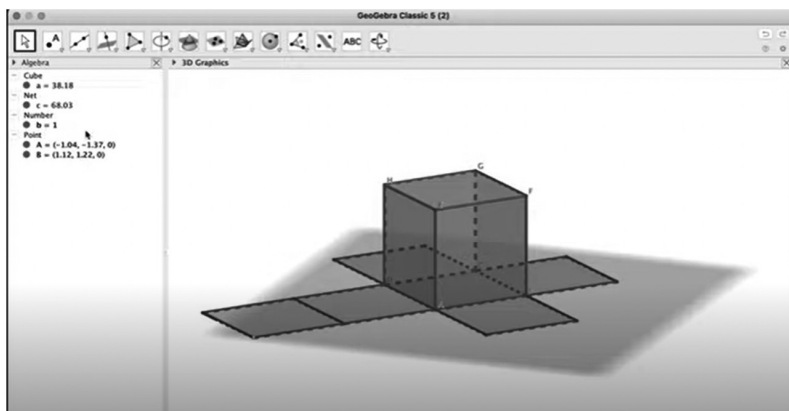 GeoGebra Classic 5 (2)
ABC
Algebra
3D Graphics
Cube
a = 38.18
Net
c = 68.03
Number
b = 1
Point
A = (−1.04, −1.37, 0)
B = (1.12, 1.22, 0)
G
H
F